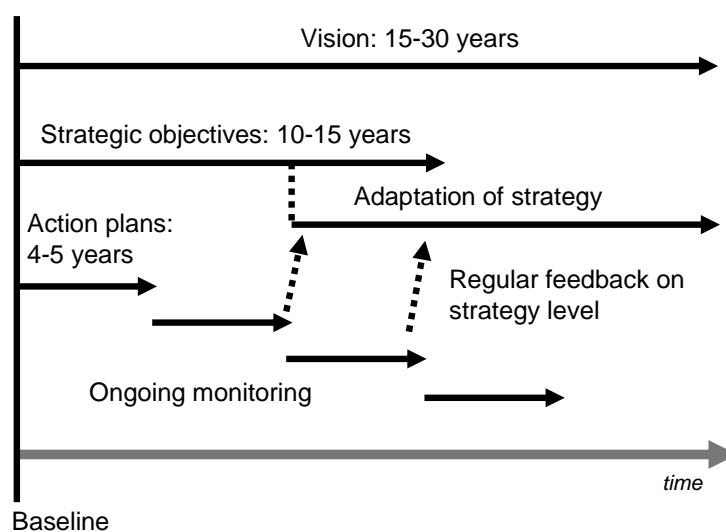 Vision: 15-30 years
Strategic objectives: 10-15 years
Adaptation of strategy
Action plans:
4-5 years
Regular feedback on
strategy level
Ongoing monitoring
time
Baseline